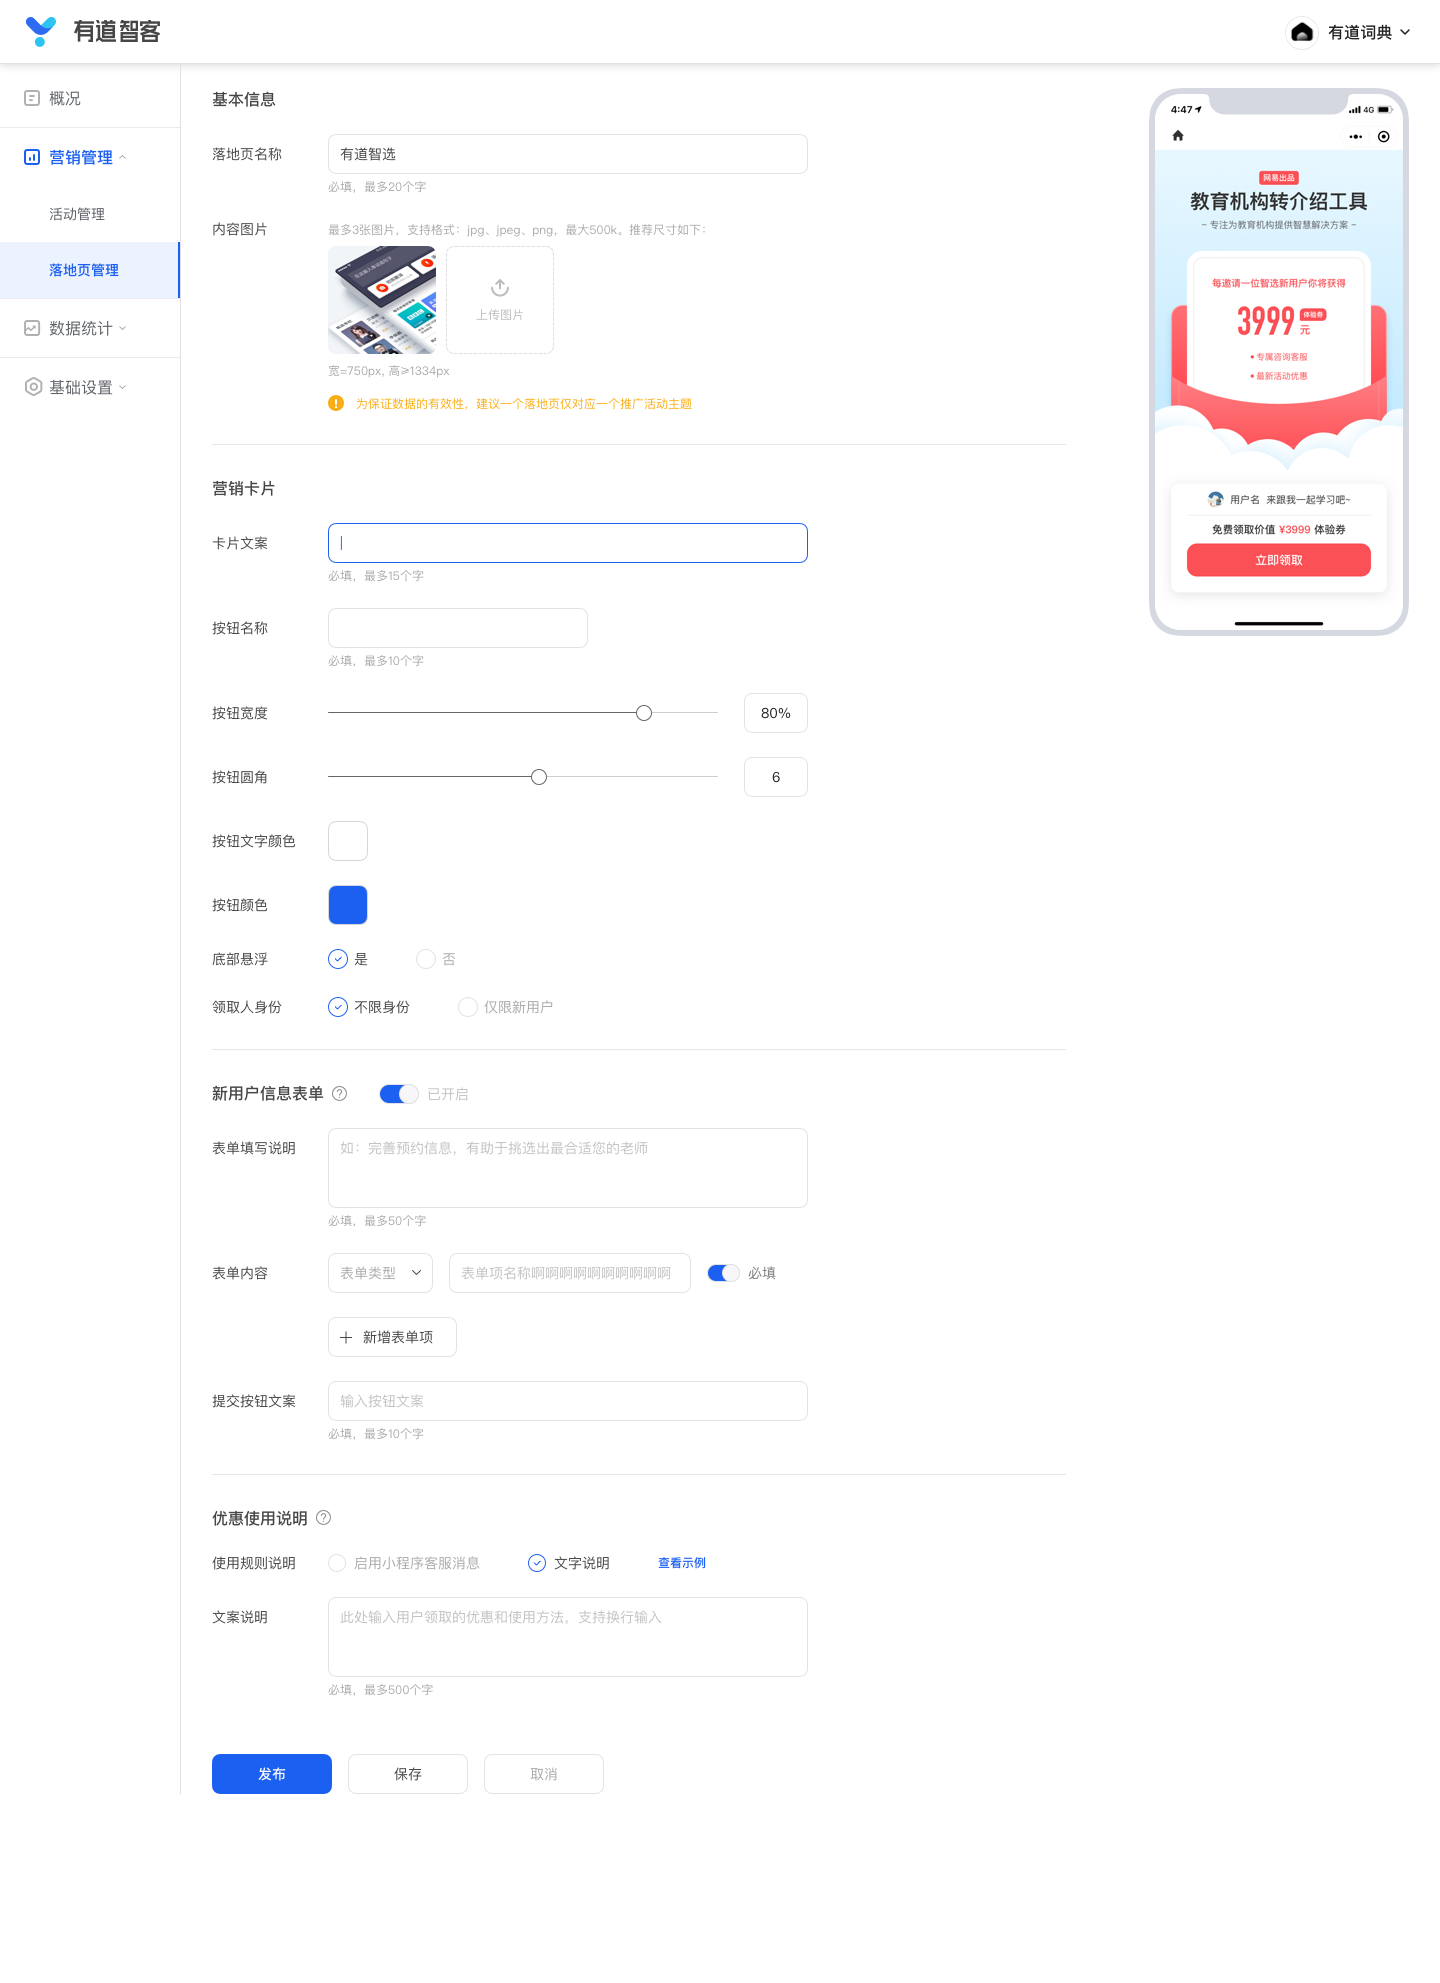 有道智客
有道词典
概况
营销管理
活动管理
落地页管理
数据统计
基础设置
基本信息
落地页名称
有道智选
必填，最多20个字
内容图片
最多3张图片，支持格式：jpg、jpeg、png，最大500k。推荐尺寸如下：
上传图片
宽=750px, 高≥1334px
为保证数据的有效性，建议一个落地页仅对应一个推广活动主题
营销卡片
卡片文案
必填，最多15个字
按钮名称
必填，最多10个字
按钮宽度
80%
按钮圆角
6
按钮文字颜色
按钮颜色
底部悬浮
是
否
领取人身份
不限身份
仅限新用户
新用户信息表单
已开启
表单填写说明
如：完善预约信息，有助于挑选出最合适您的老师
必填，最多50个字
表单内容
表单类型
表单项名称啊啊啊啊啊啊啊啊啊啊
必填
新增表单项
提交按钮文案
输入按钮文案
必填，最多10个字
优惠使用说明
使用规则说明
启用小程序客服消息
文字说明
查看示例
文案说明
此处输入用户领取的优惠和使用方法，支持换行输入
必填，最多500个字
发布
保存
取消
4:47
4G
网易出品
教育机构转介绍工具
– 专注为教育机构提供智慧解决方案 –
每邀请一位智选新用户你将获得
3999
体验券
元
• 专属咨询客服
• 最新活动优惠
用户名 来跟我一起学习吧~
免费领取价值 ¥3999 体验券
立即领取